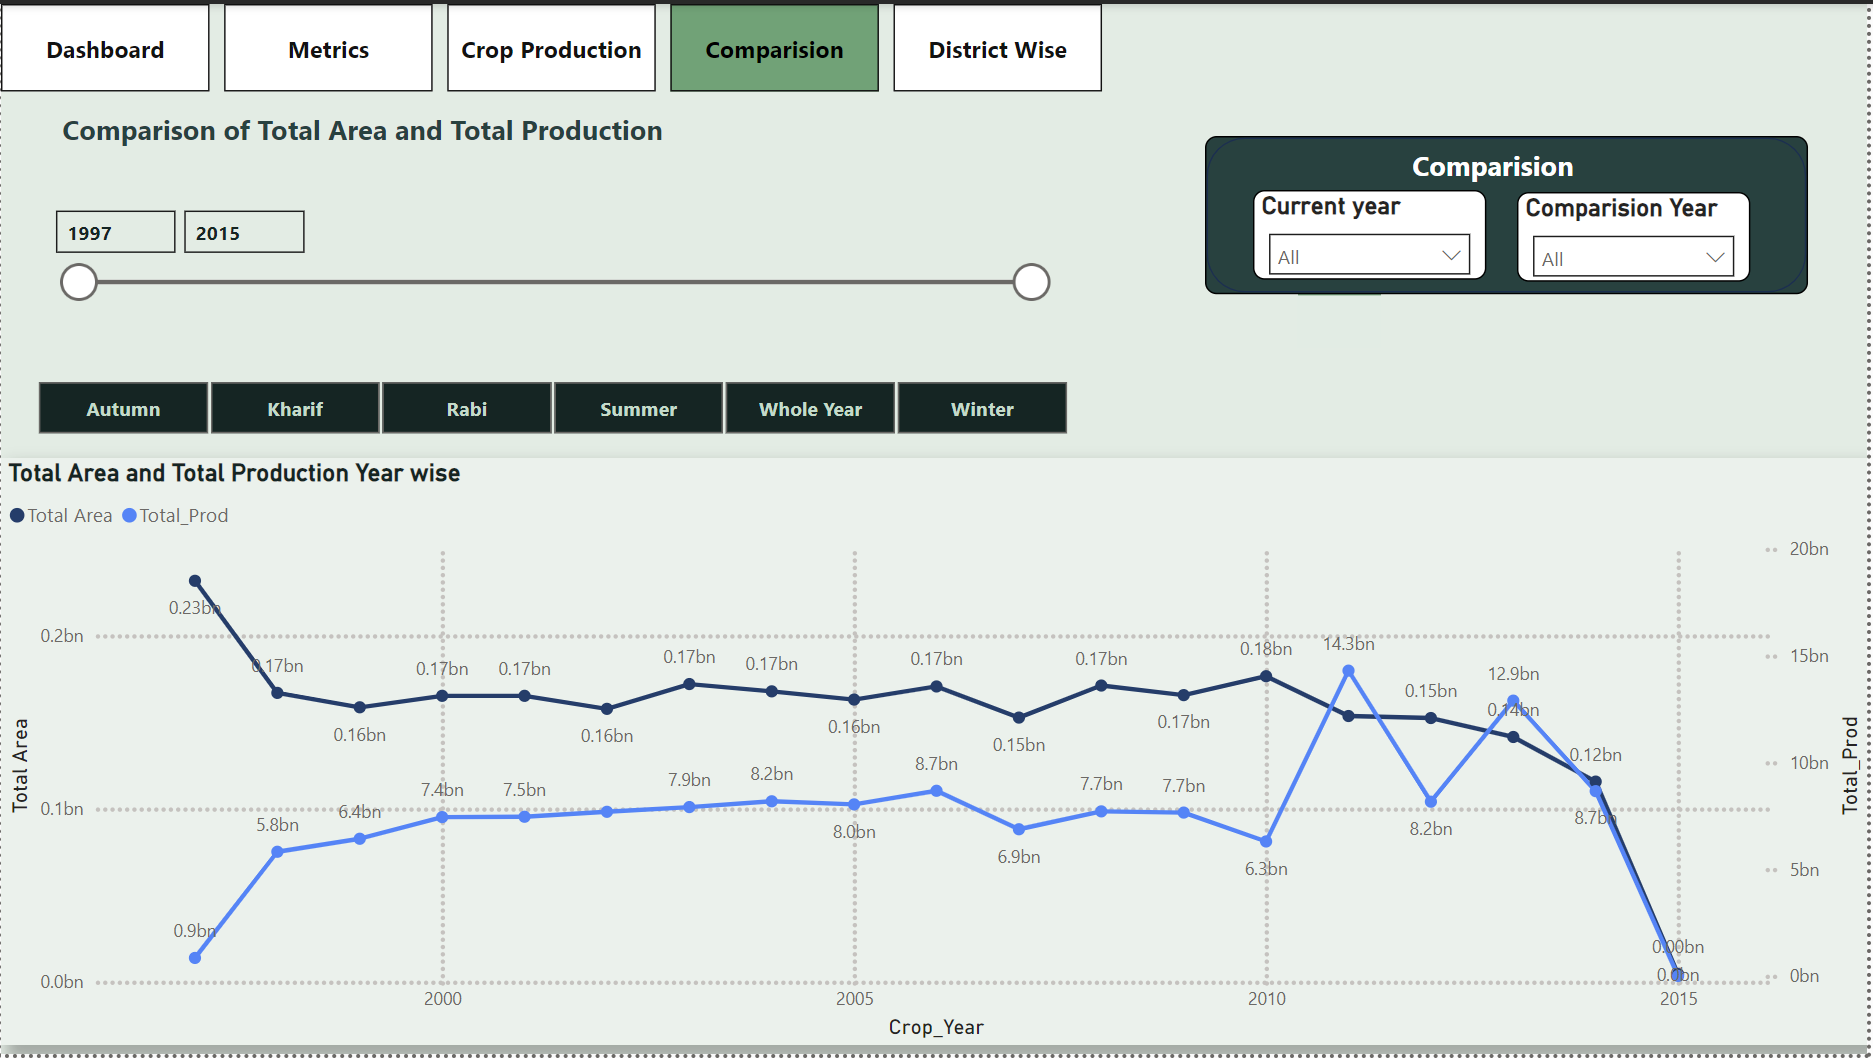 Dashboard
Metrics
Crop Production
Comparision
District Wise
Comparison of Total Area and Total Production
Comparision
Current year
All
Comparision Year
All
1997
2015
Autumn
Kharif
Rabi
Summer
Whole Year
Winter
Total Area and Total Production Year wise
Total Area
Total_Prod
20bn
15bn
10bn
5bn
0bn
Total_Prod
0.2bn
0.1bn
0.0bn
Total Area
0.23bn
0.17bn
0.16bn
0.17bn
0.17bn
0.16bn
0.17bn
0.17bn
0.16bn
0.17bn
0.15bn
0.17bn
0.17bn
0.18bn
0.15bn
0.14bn
0.12bn
0.00bn
0.9bn
5.8bn
6.4bn
7.4bn
7.5bn
7.9bn
8.2bn
8.0bn
8.7bn
6.9bn
7.7bn
7.7bn
6.3bn
14.3bn
8.2bn
12.9bn
8.7bn
0.0bn
2000
2005
2010
2015
Crop_Year